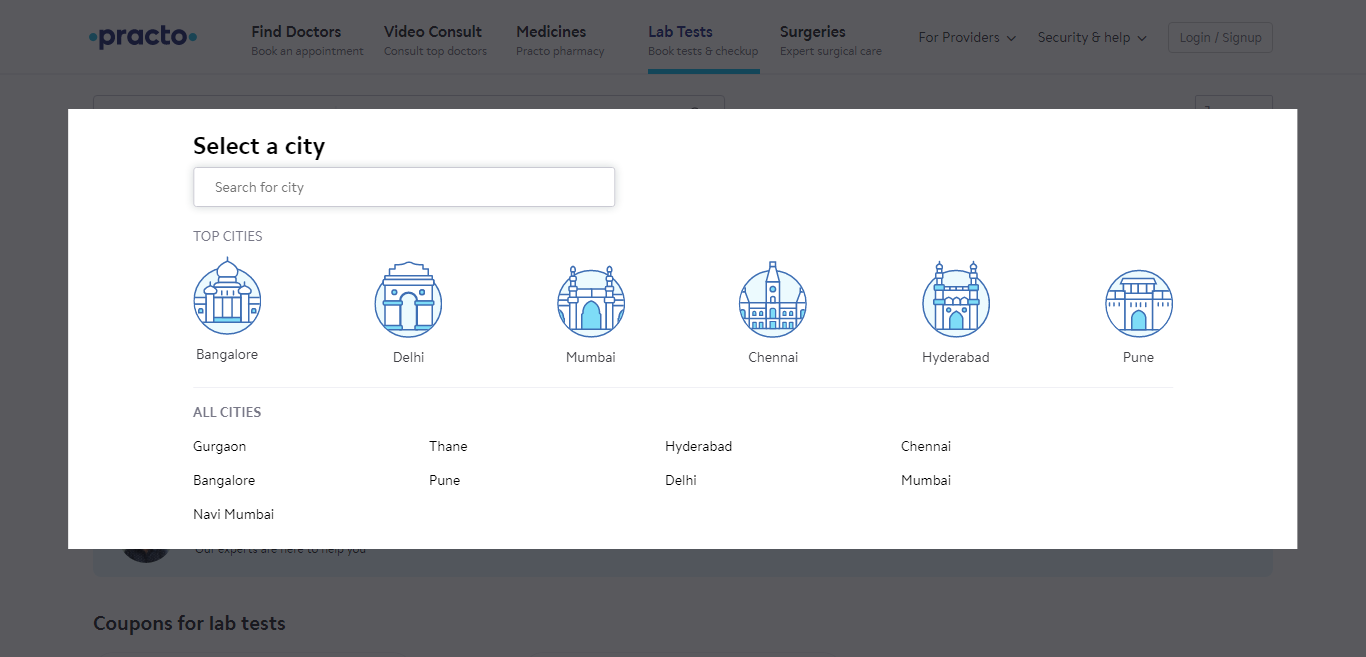 practo
Find Doctors Video Consult Medicines Lab Tests Surgeries
Book an appointment Consult top doctors Practo pharmacy Book tests & checkup Expert surgical care
For Providers Security & help Login / Signup
Select a city
Search for city
TOP CITIES
Bangalore Delhi Mumbai Chennai Hyderabad Pune
ALL CITIES
Gurgaon Thane Hyderabad Chennai
Bangalore Pune Delhi Mumbai
Navi Mumbai
Our experts are here to help you
Coupons for lab tests